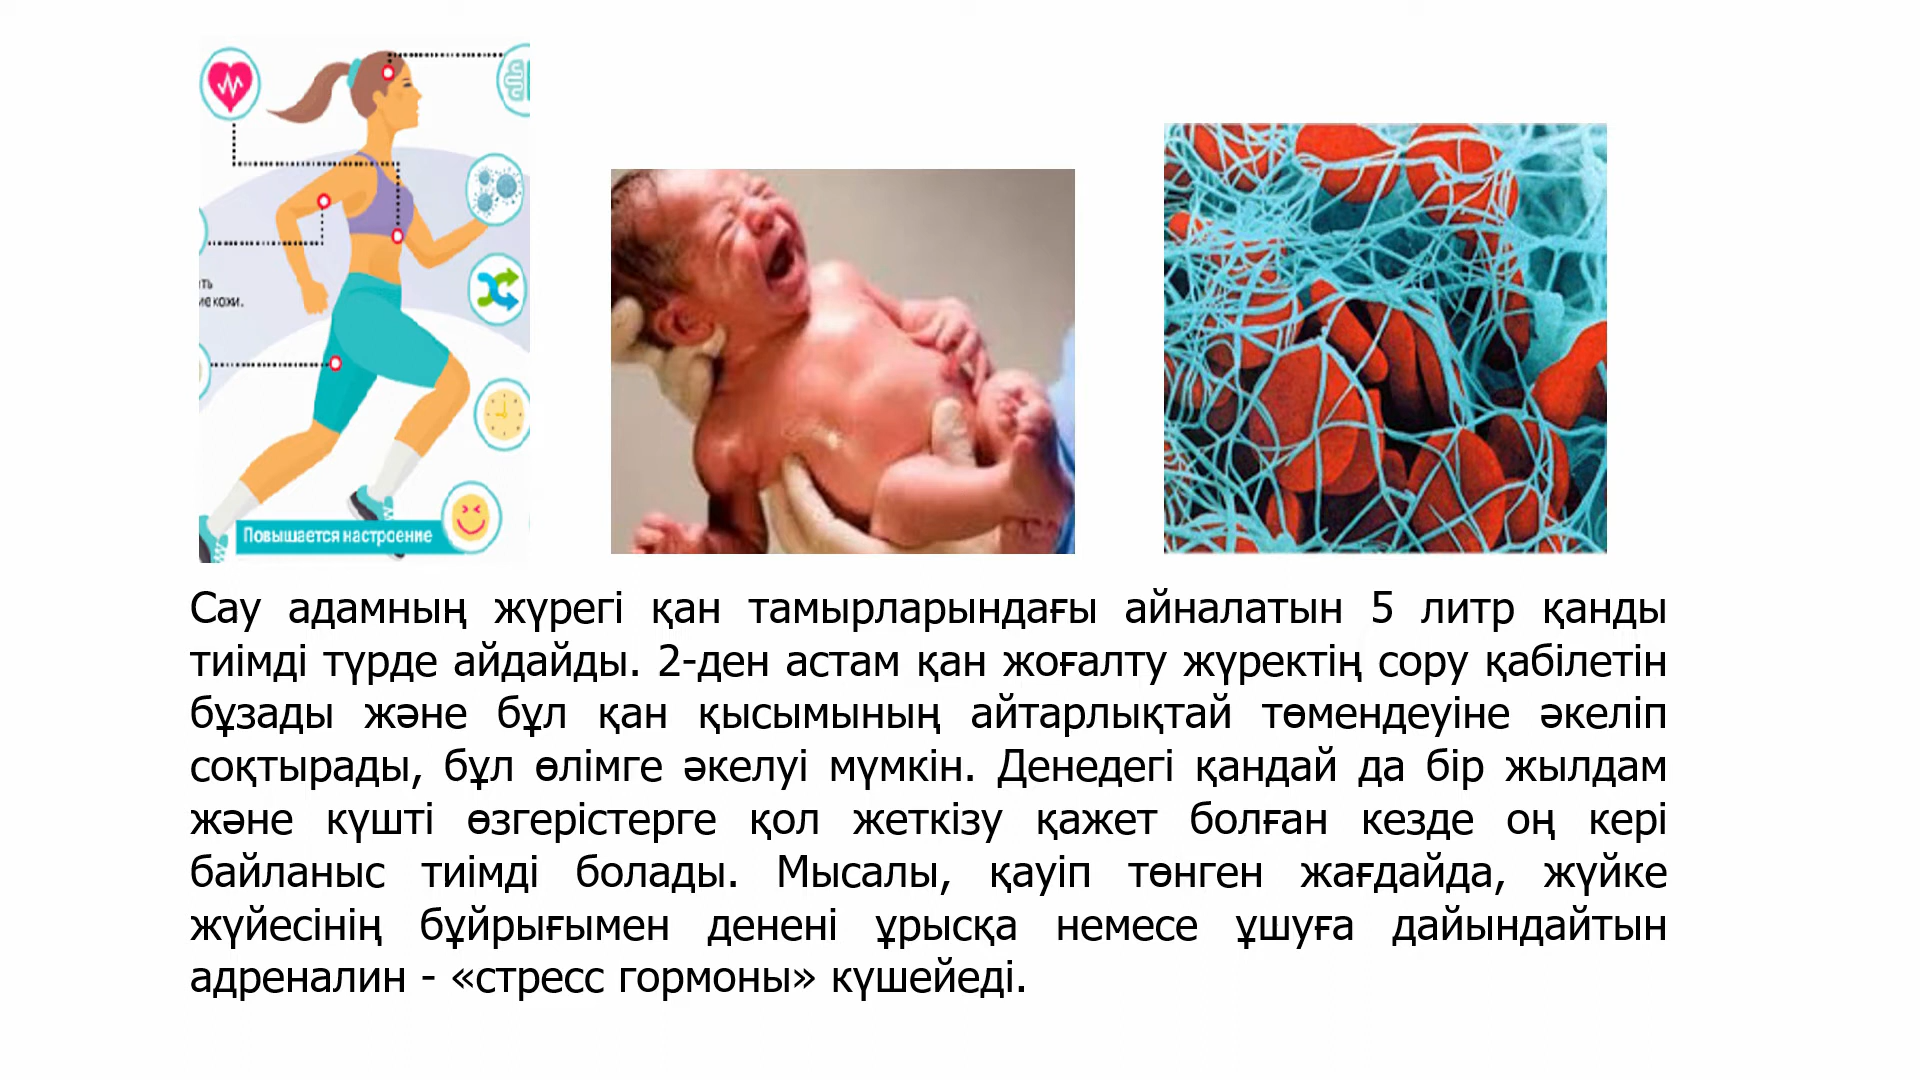 ть
ие кожи.
Повышается настроение
Сау адамның жүрегі қан тамырларындағы айналатын 5 литр қанды
тиімді түрде айдайды. 2-ден астам қан жоғалту жүректің сору қабілетін
бұзады және бұл қан қысымының айтарлықтай төмендеуіне әкеліп
соқтырады, бұл өлімге әкелуі мүмкін. Денедегі қандай да бір жылдам
және күшті өзгерістерге қол жеткізу қажет болған кезде оң кері
байланыс тиімді болады. Мысалы, қауіп төнген жағдайда, жүйке
жүйесінің бұйрығымен денені ұрысқа немесе ұшуға дайындайтын
адреналин - «стресс гормоны» күшейеді.